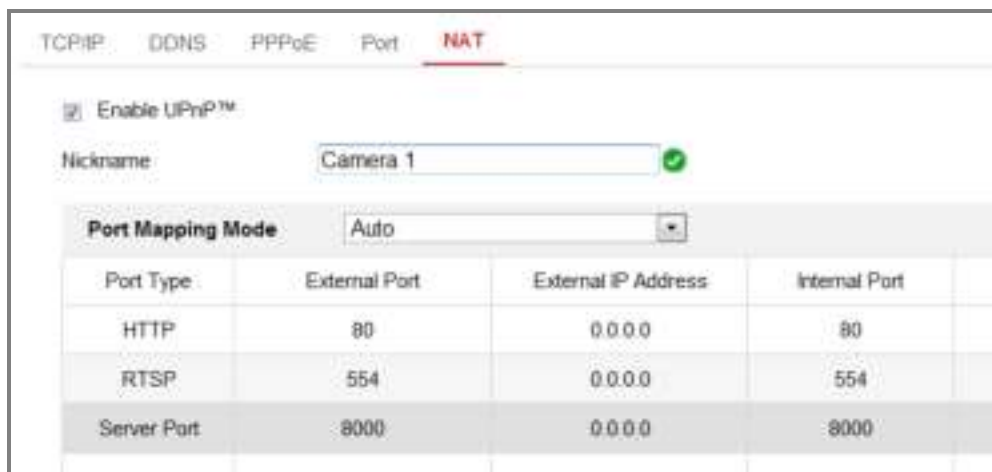 TCP/IP DDNS PPPoE Port NAT
Enable UPnP™
Nickname Camera 1
Port Mapping Mode Auto
Port Type External Port External IP Address Internal Port
HTTP 80 0.0.0.0 80
RTSP 554 0.0.0.0 554
Server Port 8000 0.0.0.0 8000